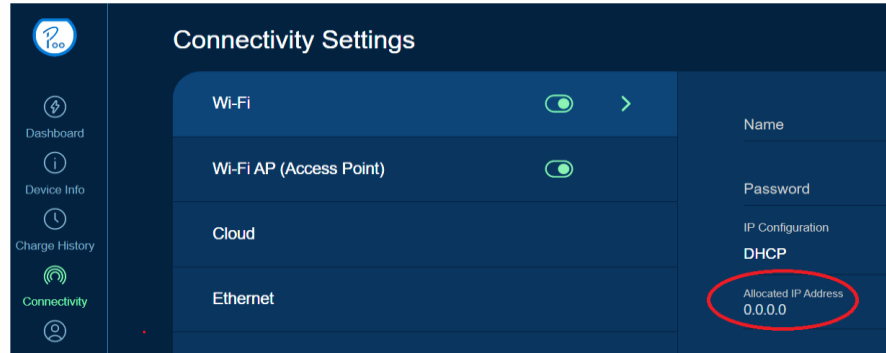 Poo
Connectivity Settings
Dashboard
Device Info
Charge History
Connectivity
Wi-Fi
Wi-Fi AP (Access Point)
Cloud
Ethernet
Name
Password
IP Configuration
DHCP
Allocated IP Address
0.0.0.0